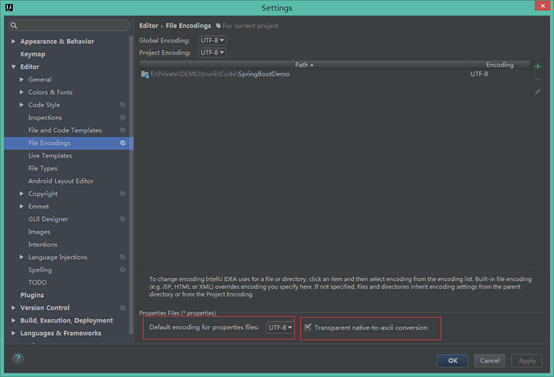 Settings
Appearance & Behavior
Keymap
Editor
General
Colors & Fonts
Code Style
Inspections
File and Code Templates
File Encodings
Live Templates
File Types
Android Layout Editor
Copyright
Emmet
GUI Designer
Images
Intentions
Language Injections
Spelling
TODO
Plugins
Version Control
Build, Execution, Deployment
Languages & Frameworks
Editor › File Encodings For current project
Global Encoding: UTF-8
Project Encoding: UTF-8
Path Encoding
E:\Private\DEMO\trunk\Code\SpringBootDemo UTF-8
To change encoding IntelliJ IDEA uses for a file or directory, click an item and then select encoding from the encoding list. Built-in file encoding
(e.g. JSP, HTML or XML) overrides encoding you specify here. If not specified, files and directories inherit encoding settings from the parent
directory or from the Project Encoding.
Properties Files (*.properties)
Default encoding for properties files: UTF-8 Transparent native-to-ascii conversion
? OK Cancel Apply